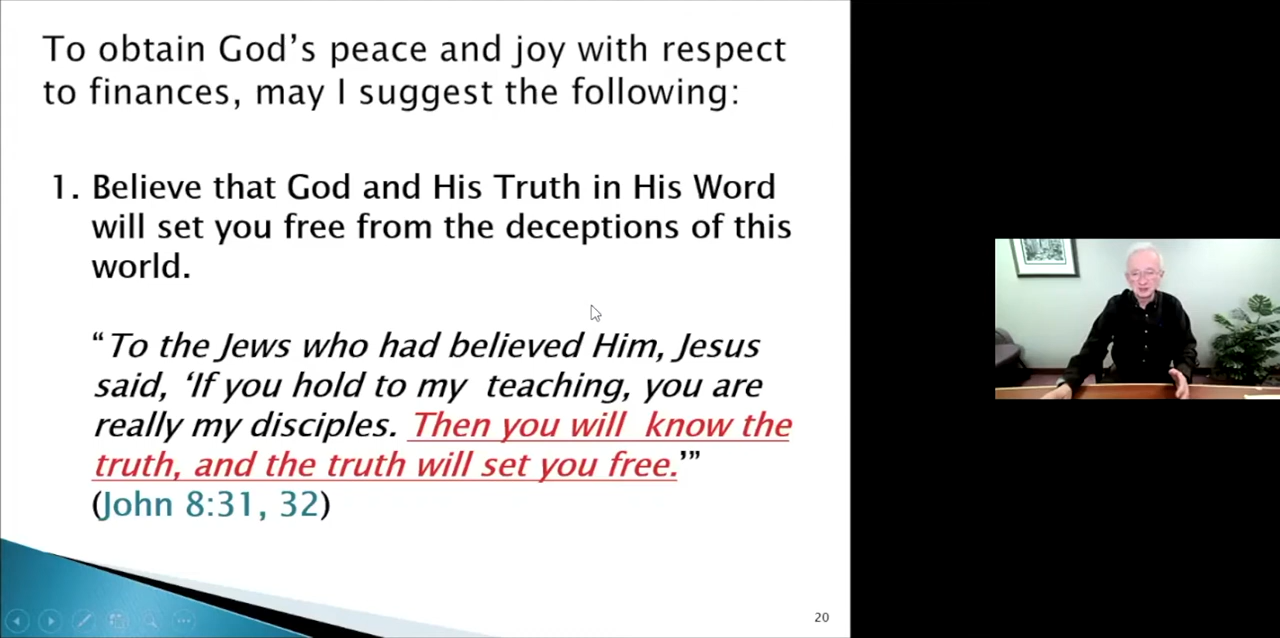 To obtain God’s peace and joy with respect
to finances, may I suggest the following:
1. Believe that God and His Truth in His Word
will set you free from the deceptions of this
world.
“To the Jews who had believed Him, Jesus
said, ‘If you hold to my teaching, you are
really my disciples. Then you will know the
truth, and the truth will set you free.’”
(John 8:31, 32)
20